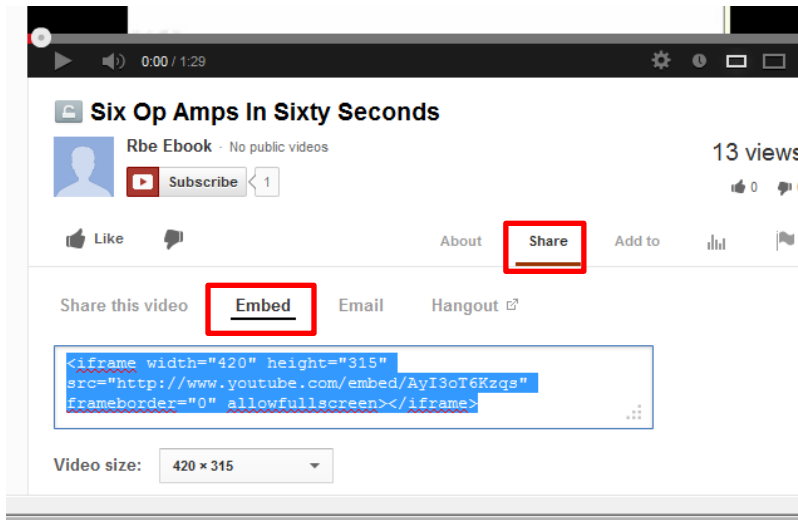 0:00 / 1:29
Six Op Amps In Sixty Seconds
Rbe Ebook · No public videos
13 views
Subscribe 1
0
Like About Share Add to
Share this video Embed Email Hangout
<iframe width="420" height="315"
src="http://www.youtube.com/embed/AyI3oT6Kzqs"
frameborder="0" allowfullscreen></iframe>
Video size: 420 × 315